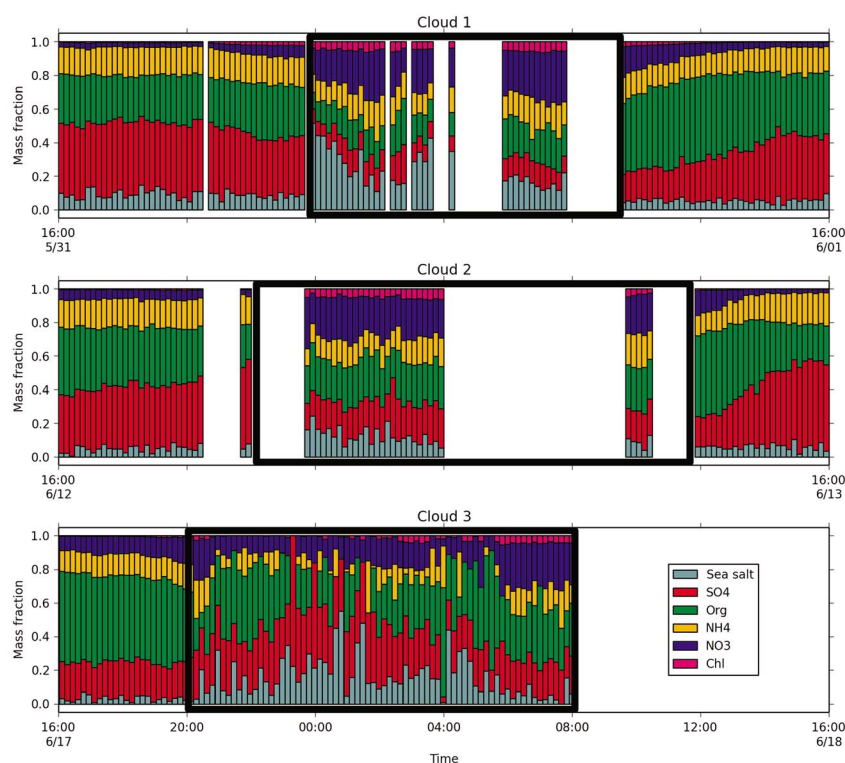 Cloud 1
Mass fraction
1.0
0.8
0.6
0.4
0.2
0.0
16:00
5/31
16:00
6/01
Cloud 2
Mass fraction
1.0
0.8
0.6
0.4
0.2
0.0
16:00
6/12
16:00
6/13
Cloud 3
Mass fraction
1.0
0.8
0.6
0.4
0.2
0.0
Sea salt
SO4
Org
NH4
NO3
Chl
16:00 20:00 00:00 04:00 08:00 12:00 16:00
6/17 6/18
Time